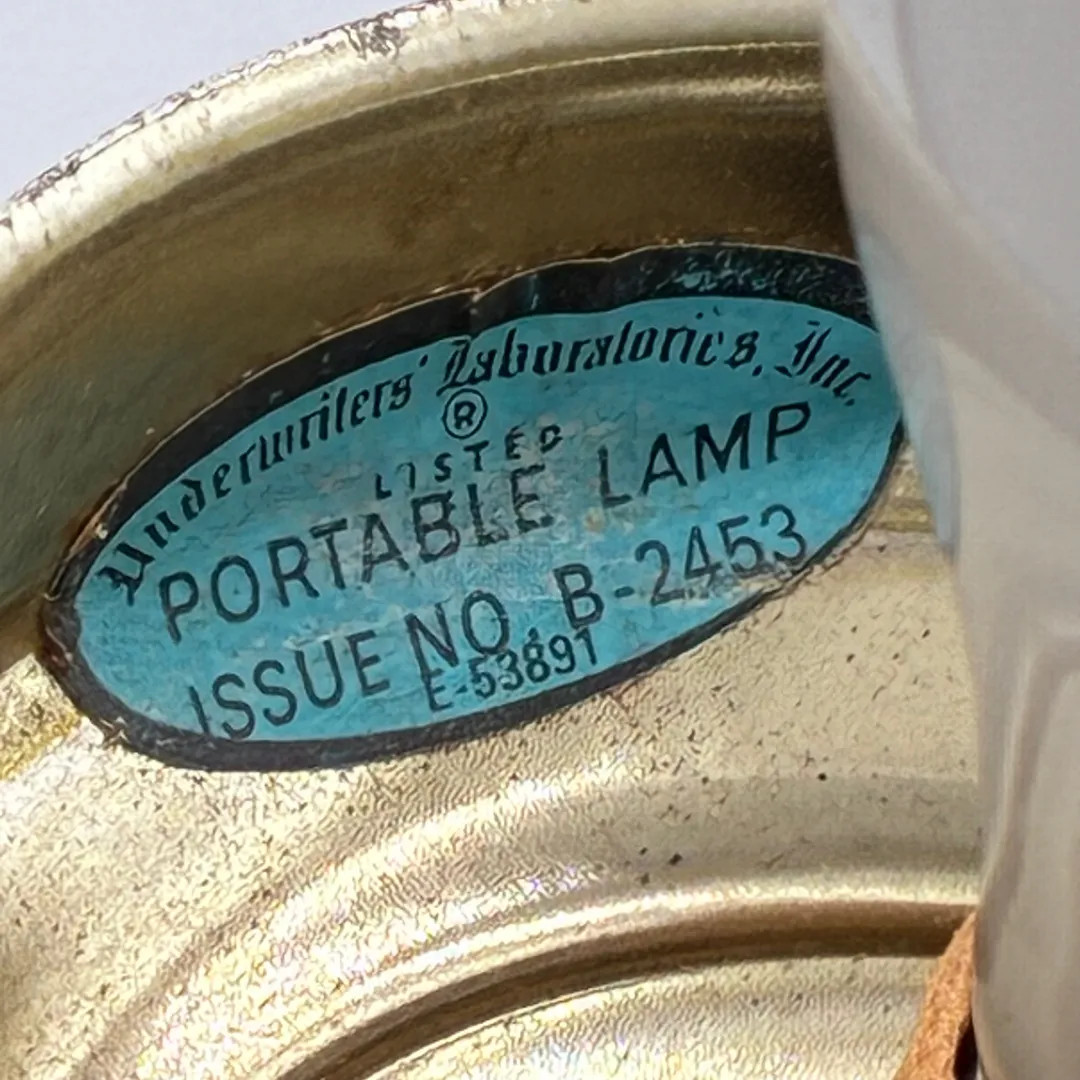 Underwriters' Laboratories, Inc.
®
LISTED
PORTABLE LAMP
ISSUE NO. B-2453
E-53891